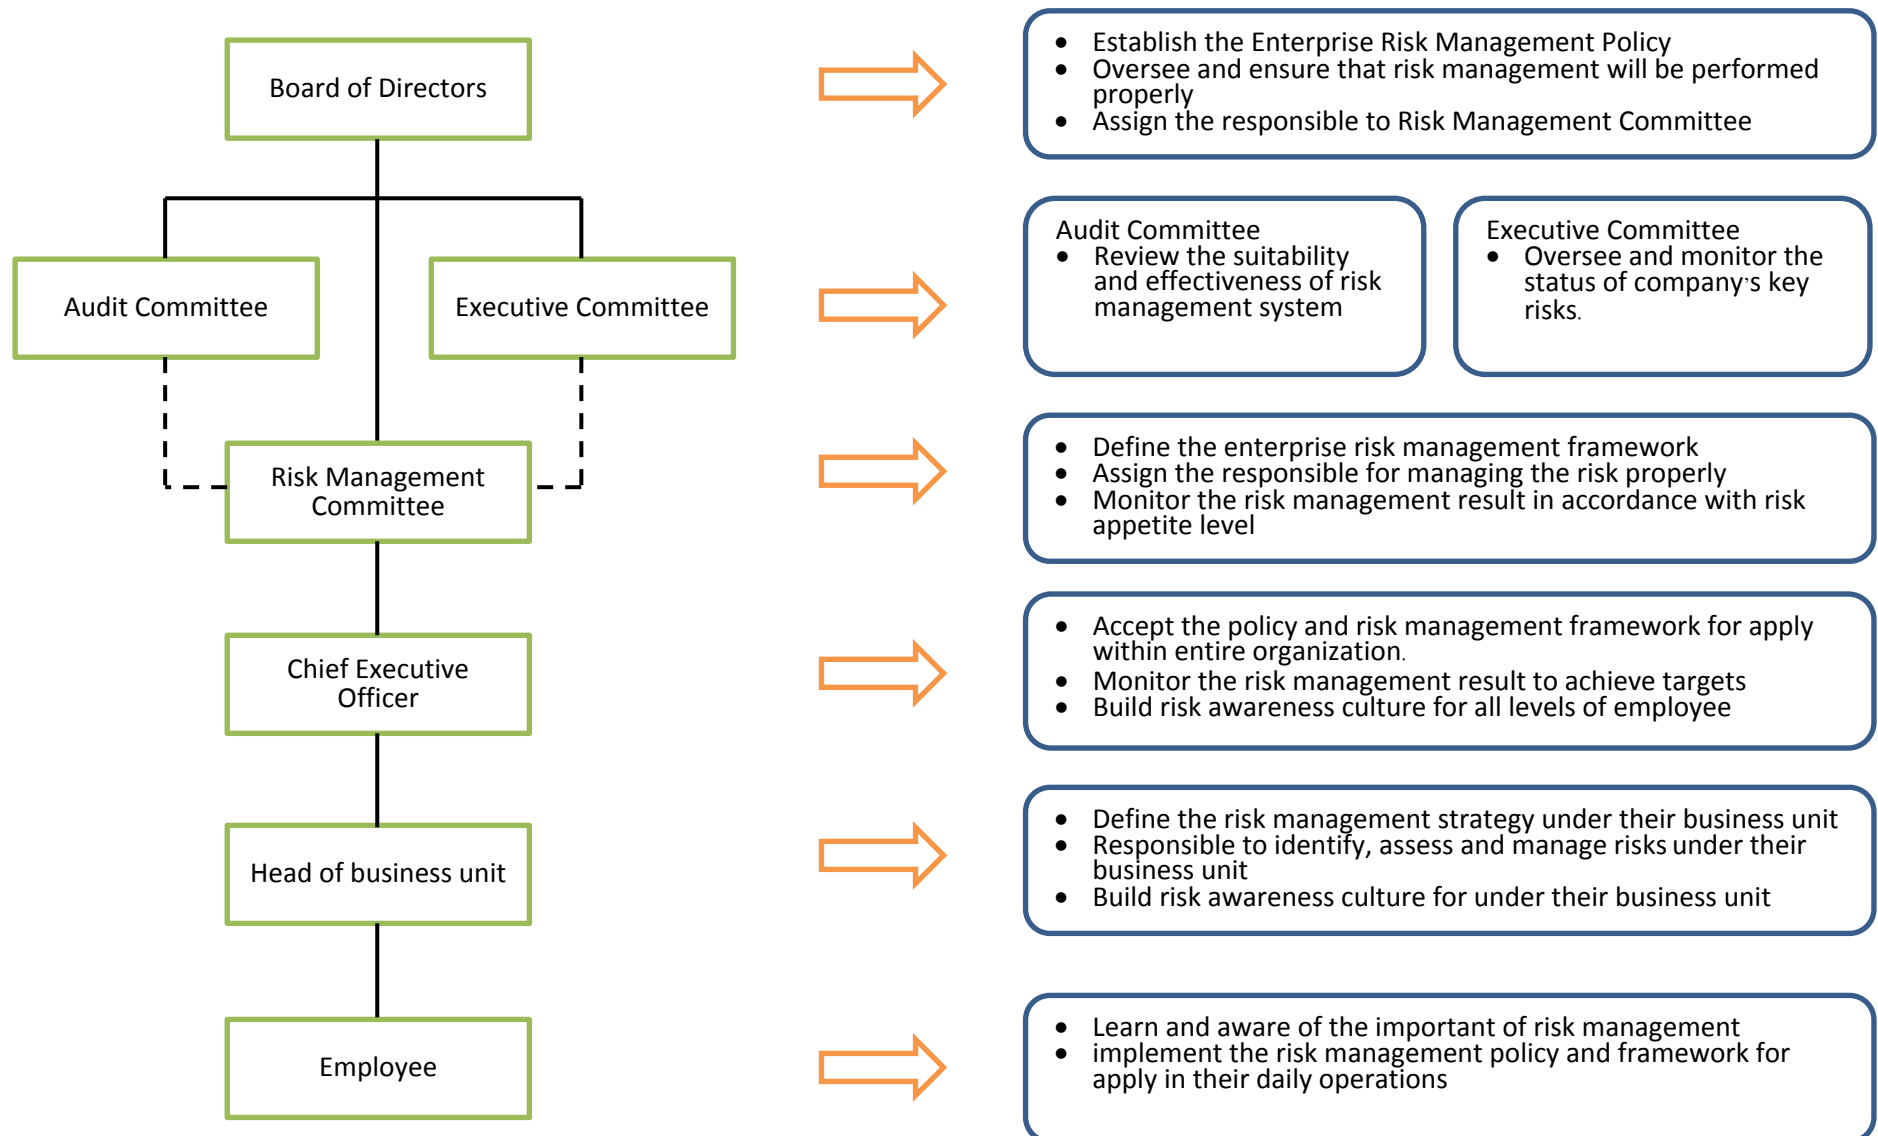 Board of Directors
• Establish the Enterprise Risk Management Policy
• Oversee and ensure that risk management will be performed
properly
• Assign the responsible to Risk Management Committee
Audit Committee
Executive Committee
Audit Committee
• Review the suitability
and effectiveness of risk
management system
Executive Committee
• Oversee and monitor the
status of company's key
risks.
Risk Management
Committee
• Define the enterprise risk management framework
• Assign the responsible for managing the risk properly
• Monitor the risk management result in accordance with risk
appetite level
Chief Executive
Officer
• Accept the policy and risk management framework for apply
within entire organization.
• Monitor the risk management result to achieve targets
• Build risk awareness culture for all levels of employee
Head of business unit
• Define the risk management strategy under their business unit
• Responsible to identify, assess and manage risks under their
business unit
• Build risk awareness culture for under their business unit
Employee
• Learn and aware of the important of risk management
• implement the risk management policy and framework for
apply in their daily operations